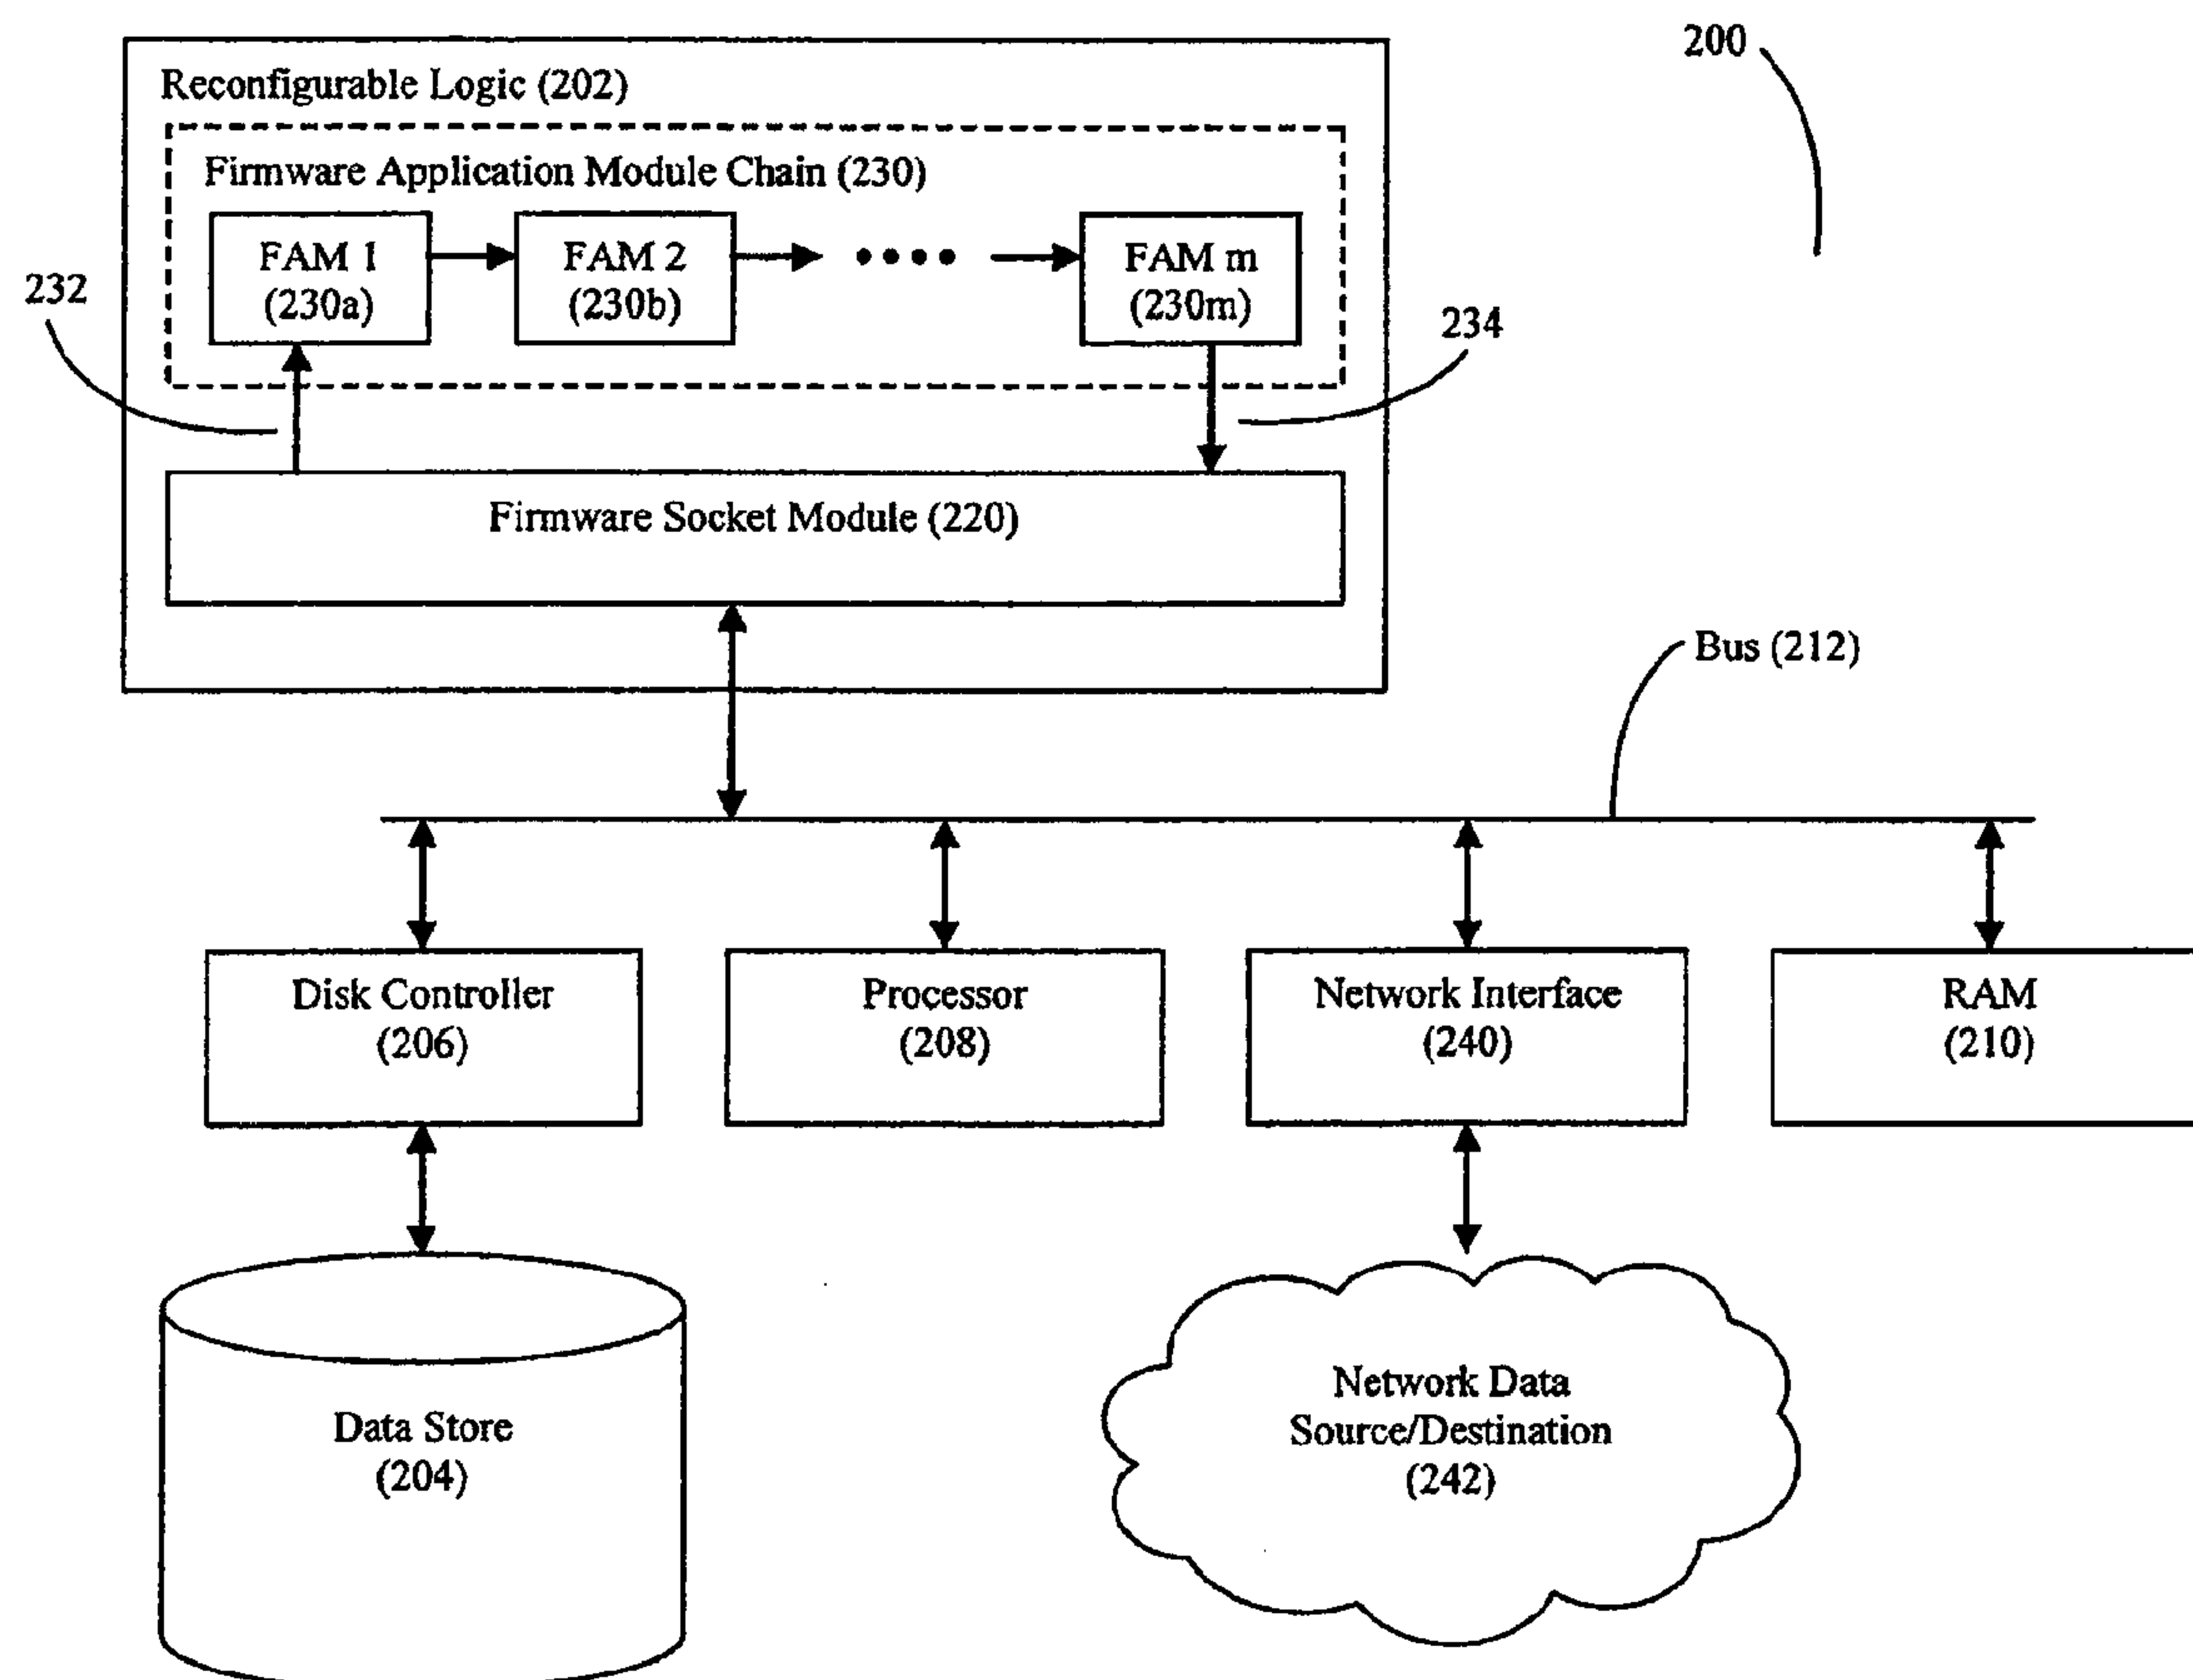 200
Reconfigurable Logic (202)
Firmware Application Module Chain (230)
FAM 1
(230a)
FAM 2
(230b)
FAM m
(230m)
232
234
Firmware Socket Module (220)
Bus (212)
Disk Controller
(206)
Processor
(208)
Network Interface
(240)
RAM
(210)
Data Store
(204)
Network Data
Source/Destination
(242)